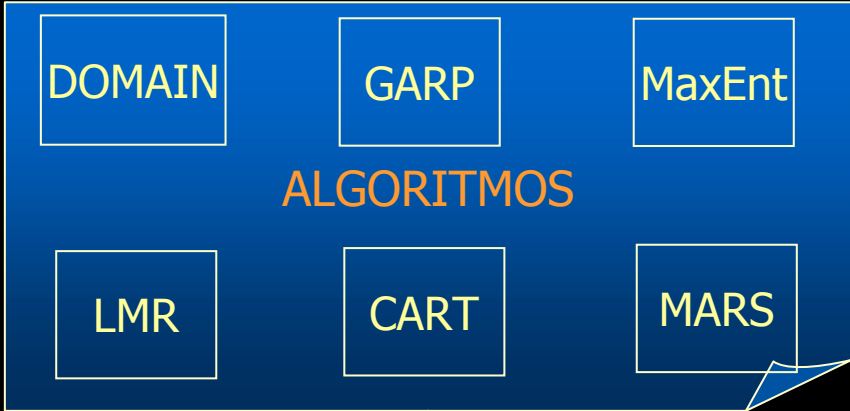 DOMAIN
GARP
MaxEnt
ALGORITMOS
LMR
CART
MARS